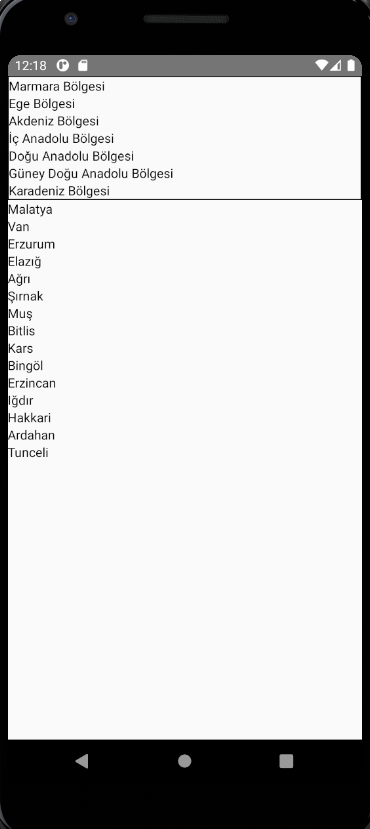 12:18
Marmara Bölgesi
Ege Bölgesi
Akdeniz Bölgesi
İç Anadolu Bölgesi
Doğu Anadolu Bölgesi
Güney Doğu Anadolu Bölgesi
Karadeniz Bölgesi
Malatya
Van
Erzurum
Elazığ
Ağrı
Şırnak
Muş
Bitlis
Kars
Bingöl
Erzincan
Iğdır
Hakkari
Ardahan
Tunceli